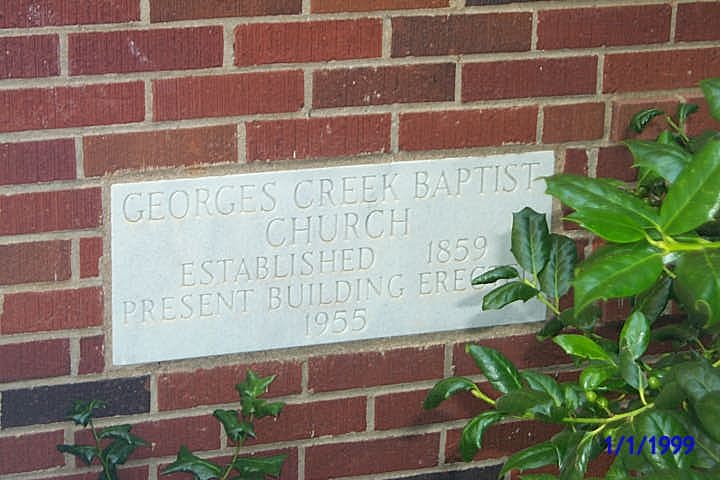 GEORGES CREEK BAPTIST
CHURCH
ESTABLISHED 1859
PRESENT BUILDING
1955
1/1/1999